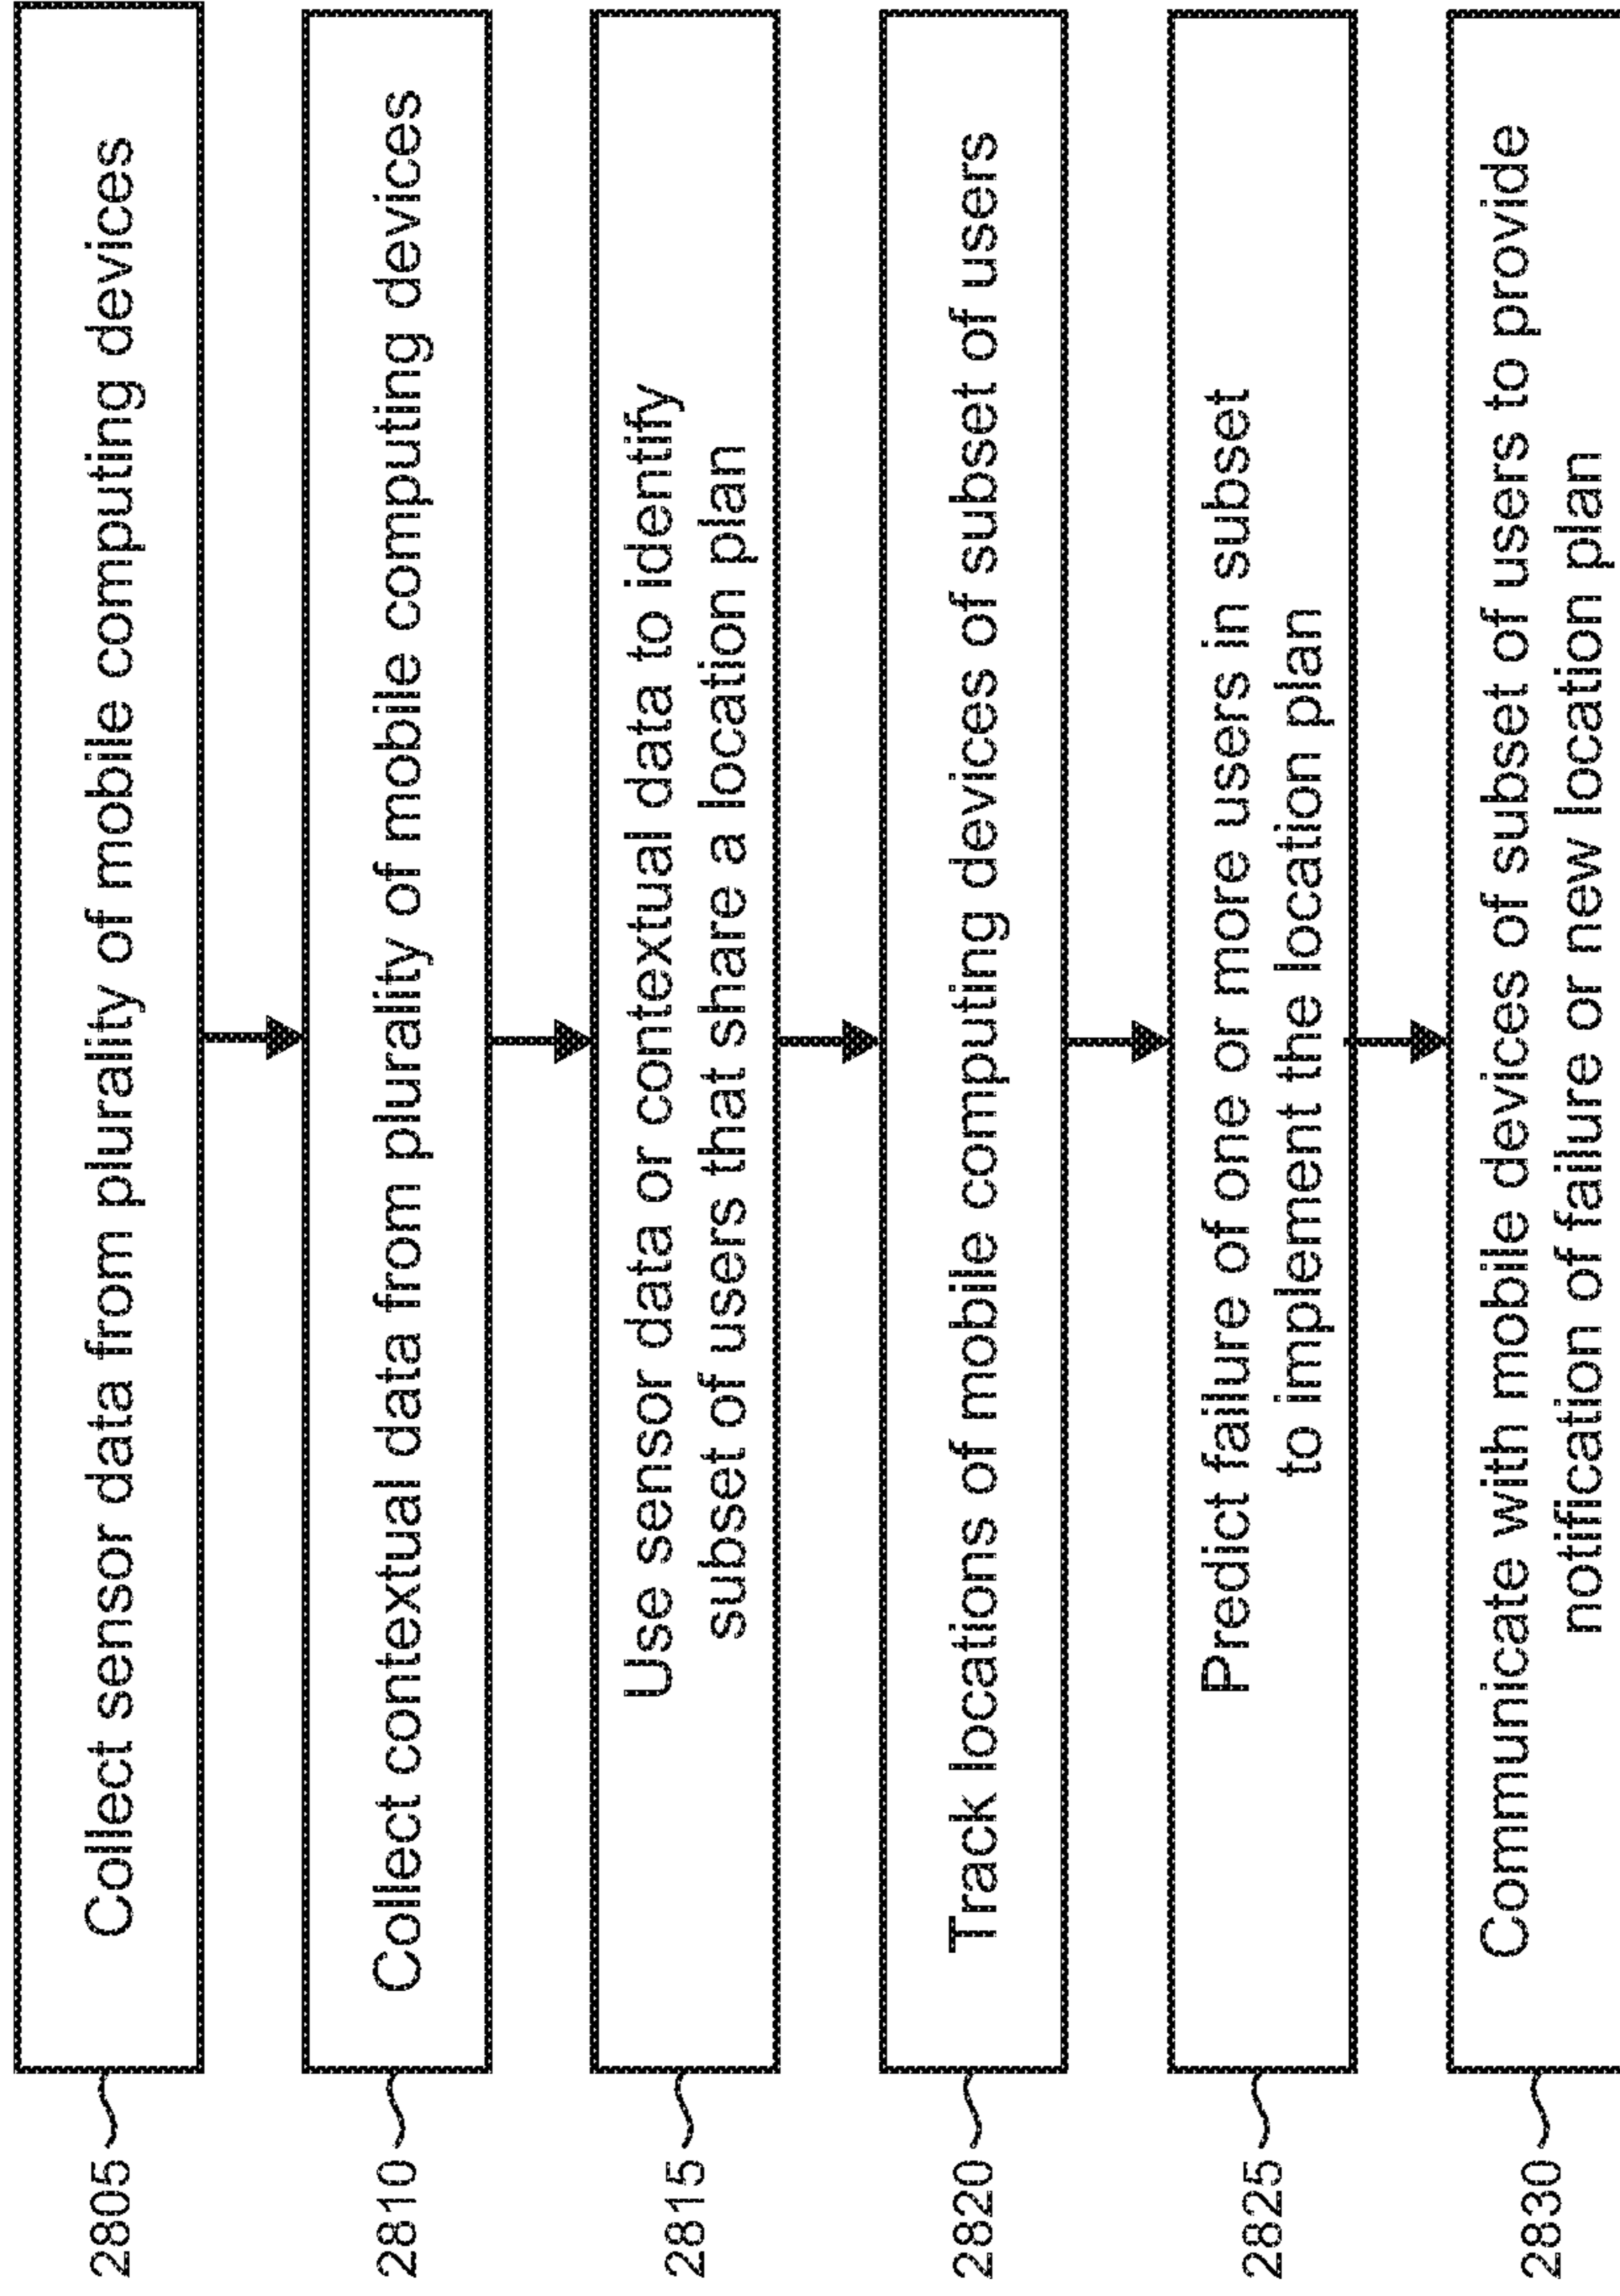 2805
Collect sensor data from plurality of mobile computing devices
2810
Collect contextual data from plurality of mobile computing devices
2815
Use sensor data or contextual data to identify
subset of users that share a location plan
2820
Track locations of mobile computing devices of subset of users
2825
Predict failure of one or more users in subset
to implement the location plan
2830
Communicate with mobile devices of subset of users to provide
notification of failure or new location plan